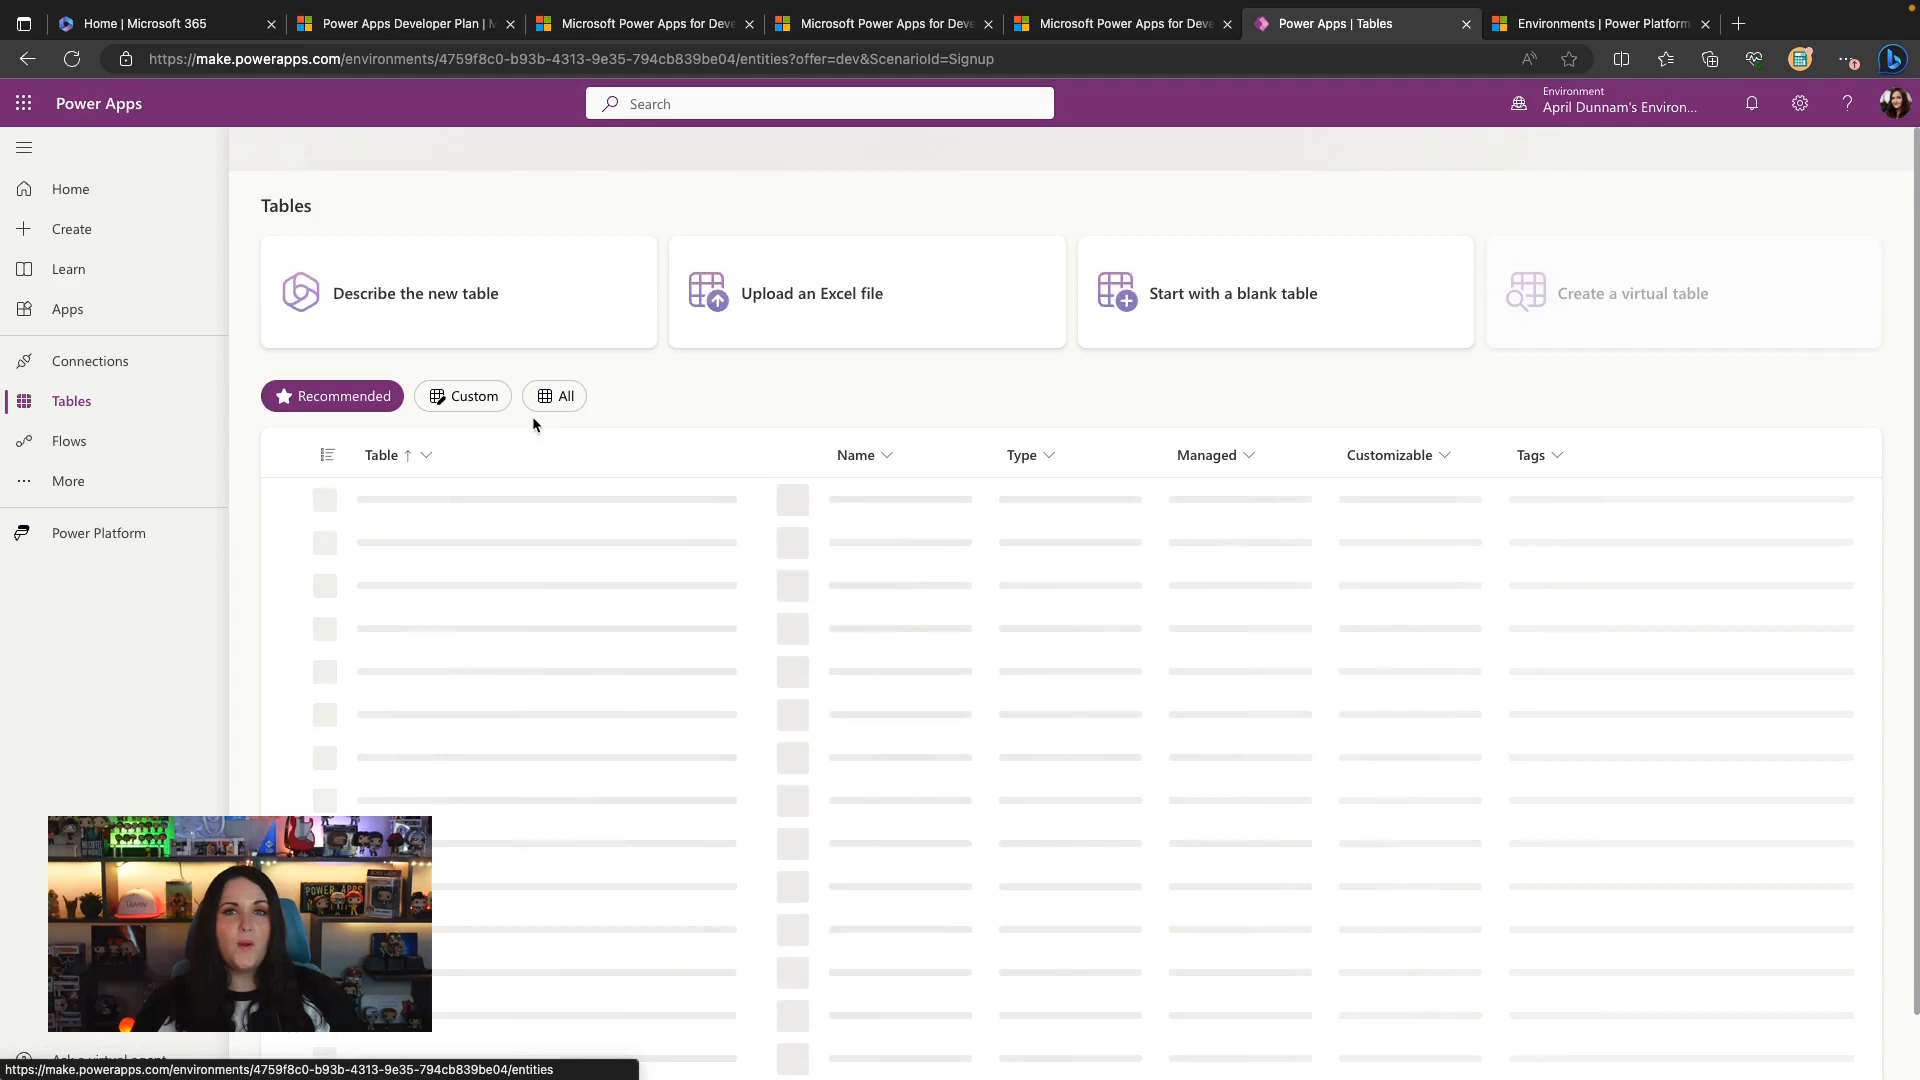 Home | Microsoft 365
Power Apps Developer Plan | M
Microsoft Power Apps for Deve
Microsoft Power Apps for Deve
Microsoft Power Apps for Deve
Power Apps | Tables
Environments | Power Platform
https://make.powerapps.com/environments/4759f8c0-b93b-4313-9e35-794cb839be04/entities?offer=dev&ScenarioId=Signup
Power Apps
Search
Environment
April Dunnam's Environ...
Home
Create
Learn
Apps
Connections
Tables
Flows
More
Power Platform
Tables
Describe the new table
Upload an Excel file
Start with a blank table
Create a virtual table
Recommended
Custom
All
Table
Name
Type
Managed
Customizable
Tags
POWER APPS
Ask a virtual agent
https://make.powerapps.com/environments/4759f8c0-b93b-4313-9e35-794cb839be04/entities